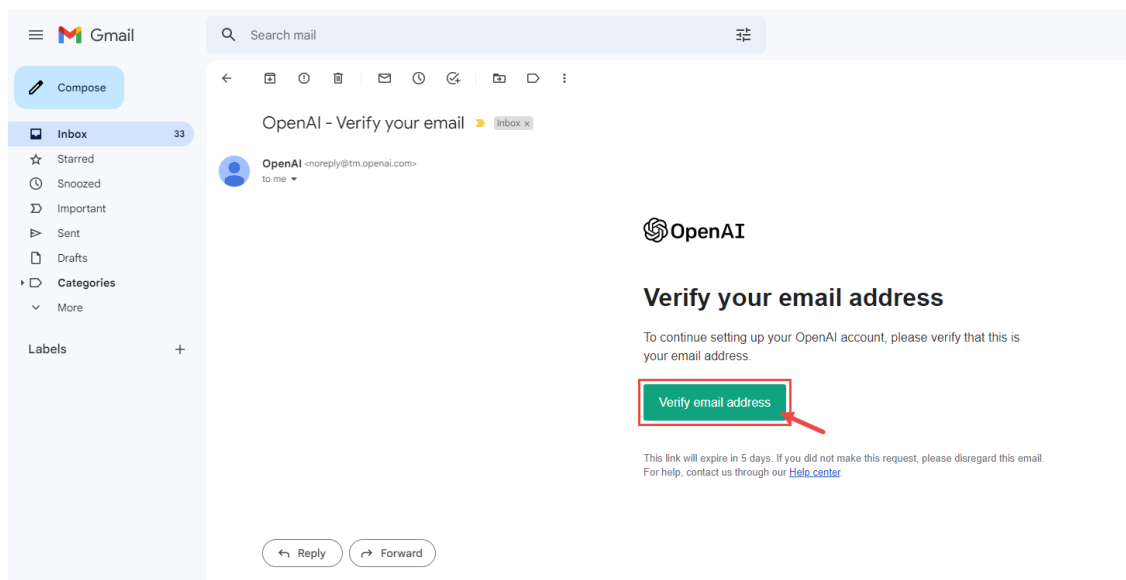 Gmail
Search mail
Compose
OpenAI - Verify your email Inbox x
Inbox 33
OpenAI <noreply@tm.openai.com>
to me
Starred
Snoozed
Important
Sent
Drafts
Categories
More
Labels +
OpenAI
Verify your email address
To continue setting up your OpenAI account, please verify that this is
your email address.
Verify email address
This link will expire in 5 days. If you did not make this request, please disregard this email.
For help, contact us through our Help center.
Reply Forward